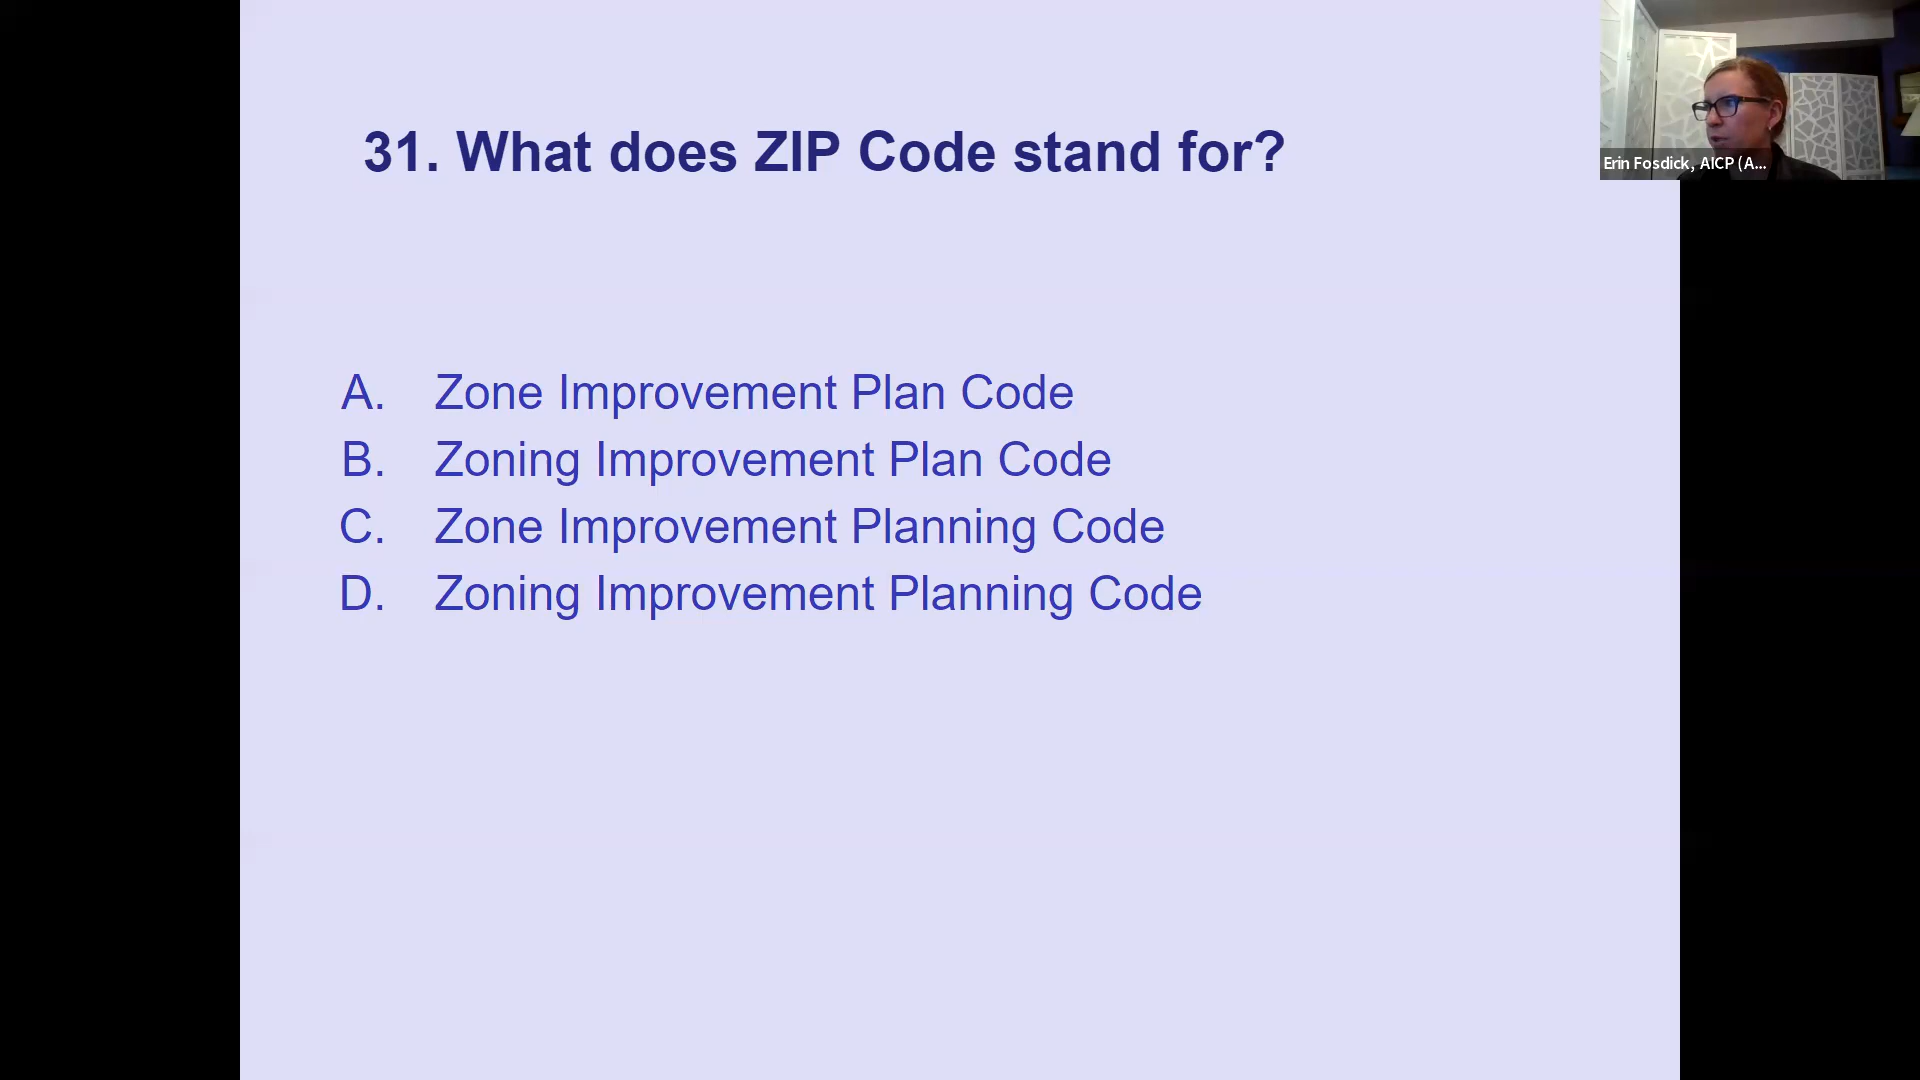 31. What does ZIP Code stand for?
A. Zone Improvement Plan Code
B. Zoning Improvement Plan Code
C. Zone Improvement Planning Code
D. Zoning Improvement Planning Code
Erin Fosdick, AICP (A...